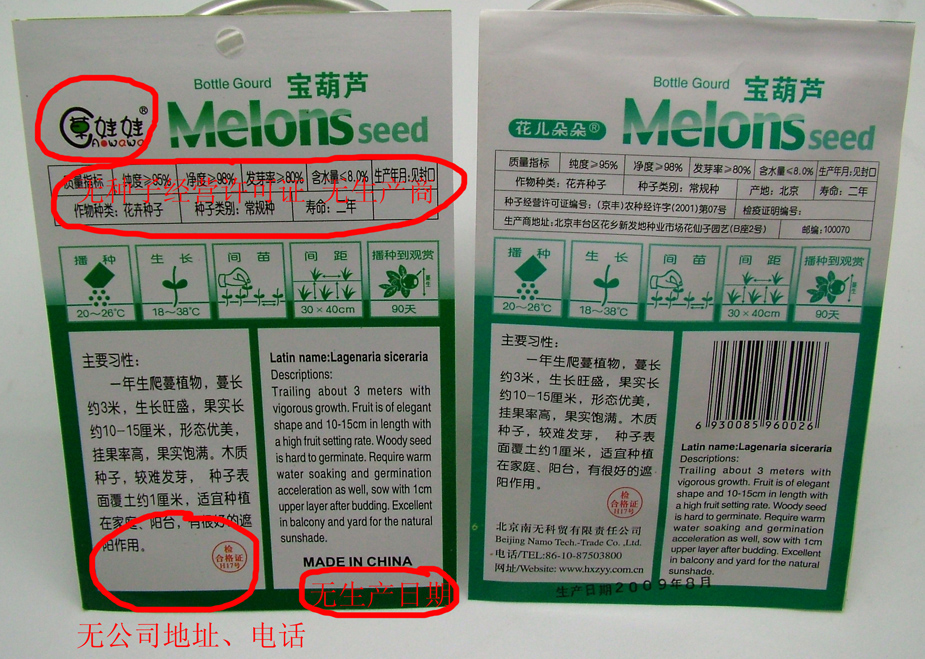 Bottle Gourd 宝葫芦
草娃娃®
Caowawa
Melons seed
质量指标 纯度≥95% 净度≥98% 发芽率≥80% 含水量≤8.0% 生产年月:见封口
无种子经营许可证 无生产商
作物种类:花卉种子 种子类别:常规种 寿命:二年
播种 生长 间苗 间距 播种到观赏
20~26℃ 18~38℃ 30×40cm 90天
主要习性:
一年生爬蔓植物,蔓长
约3米,生长旺盛,果实长
约10-15厘米,形态优美,
挂果率高,果实饱满。木质
种子,较难发芽,种子表
面覆土约1厘米,适宜种植
在家庭、阳台,有很好的遮
阳作用。
检
合格证
川17号
Latin name:Lagenaria siceraria
Descriptions:
Trailing about 3 meters with
vigorous growth. Fruit is of elegant
shape and 10-15cm in length with
a high fruit setting rate. Woody seed
is hard to germinate. Require warm
water soaking and germination
acceleration as well, sow with 1cm
upper layer after budding. Excellent
in balcony and yard for the natural
sunshade.
MADE IN CHINA
无生产日期
无公司地址、电话
Bottle Gourd 宝葫芦
花儿朵朵®
Melons seed
质量指标 纯度≥95% 净度≥98% 发芽率≥80% 含水量≤8.0% 生产年月:见封口
作物种类:花卉种子 种子类别:常规种 产地:北京 寿命:二年
种子经营许可证编号:(京丰)农种经许字(2001)第07号 检疫证明编号:
生产商地址:北京丰台区花乡新发地种业市场花仙子园艺(B座2号) 邮编:100070
播种 生长 间苗 间距 播种到观赏
20~26℃ 18~38℃ 30×40cm 90天
主要习性:
一年生爬蔓植物,蔓长
约3米,生长旺盛,果实长
约10-15厘米,形态优美,
挂果率高,果实饱满。木质
种子,较难发芽,种子表
面覆土约1厘米,适宜种植
在家庭、阳台,有很好的遮
阳作用。
检
合格证
川17号
北京南无科贸有限责任公司
Beijing Namo Tech.-Trade Co.,Ltd.
电话/TEL:86-10-87503800
网址/Website: www.hxzyy.com.cn
6930085960026
Latin name:Lagenaria siceraria
Descriptions:
Trailing about 3 meters with
vigorous growth. Fruit is of elegant
shape and 10-15cm in length with
a high fruit setting rate. Woody seed
is hard to germinate. Require warm
water soaking and germination
acceleration as well, sow with 1cm
upper layer after budding. Excellent
in balcony and yard for the natural
sunshade.
生产日期2009年8月